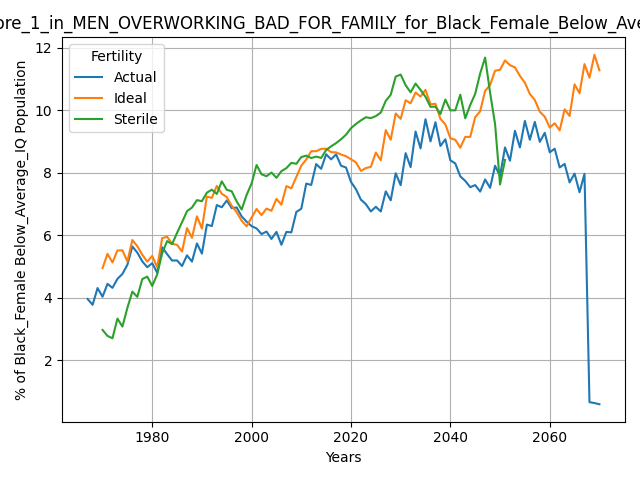 ore_1_in_MEN_OVERWORKING_BAD_FOR_FAMILY_for_Black_Female_Below_Ave
Fertility
Actual
Ideal
Sterile
% of Black_Female Below_Average_IQ Population
12
10
8
6
4
2
1980
2000
2020
2040
2060
Years